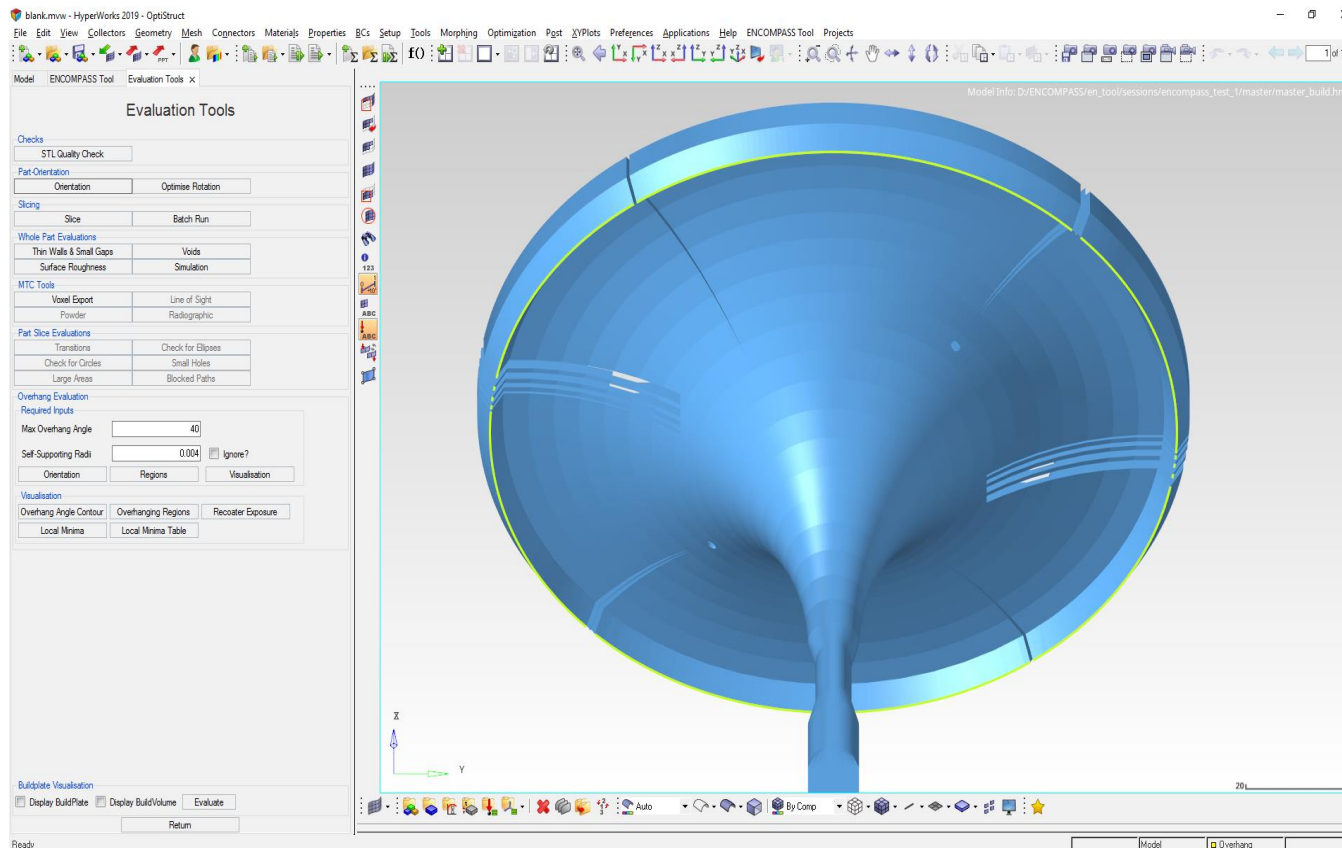 blank.mvw - HyperWorks 2019 - OptiStruct
File Edit View Collectors Geometry Mesh Connectors Materials Properties BCs Setup Tools Morphing Optimization Post XYPlots Preferences Applications Help ENCOMPASS Tool Projects
PPT f() 1 of
Model ENCOMPASS Tool Evaluation Tools
Model Info: D:/ENCOMPASS/en_tool/sessions/encompass_test_1/master/master_build.hm
Evaluation Tools
Checks
STL Quality Check
Part-Orientation
Orientation Optimise Rotation
Slicing
Slice Batch Run
Whole Part Evaluations
Thin Walls & Small Gaps Voids
Surface Roughness Simulation
MTC Tools
Voxel Export Line of Sight
Powder Radiographic
Part Slice Evaluations
Transitions Check for Ellipses
Check for Circles Small Holes
Large Areas Blocked Paths
Overhang Evaluation
Required Inputs
Max Overhang Angle 40
Self-Supporting Radii 0.004 Ignore?
Orientation Regions Visualisation
Visualisation
Overhang Angle Contour Overhanging Regions Recoater Exposure
Local Minima Local Minima Table
123
ABC
ABC
X
Y
20
Buildplate Visualisation
Display BuildPlate Display BuildVolume Evaluate
Return
Auto By Comp
Ready Model Overhang